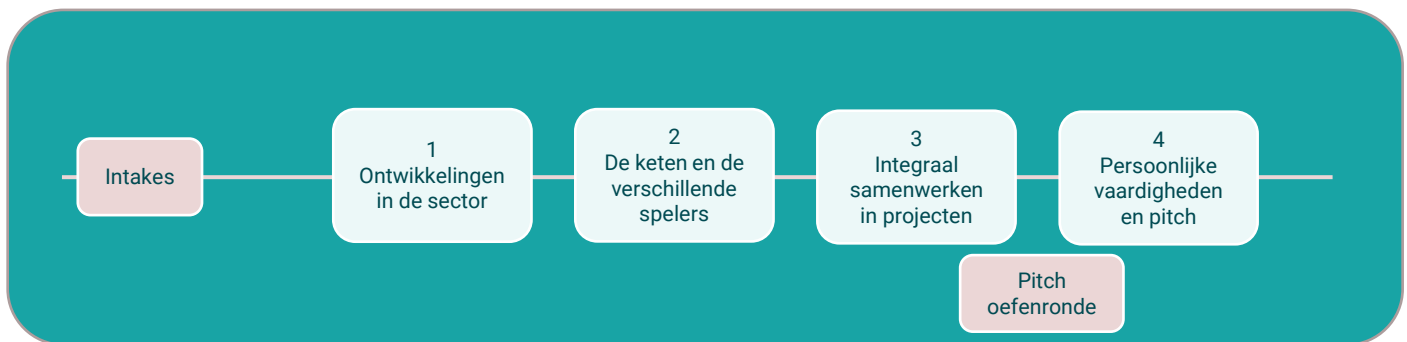 Intakes
1
Ontwikkelingen
in de sector
2
De keten en de
verschillende
spelers
3
Integraal
samenwerken
in projecten
4
Persoonlijke
vaardigheden
en pitch
Pitch
oefenronde